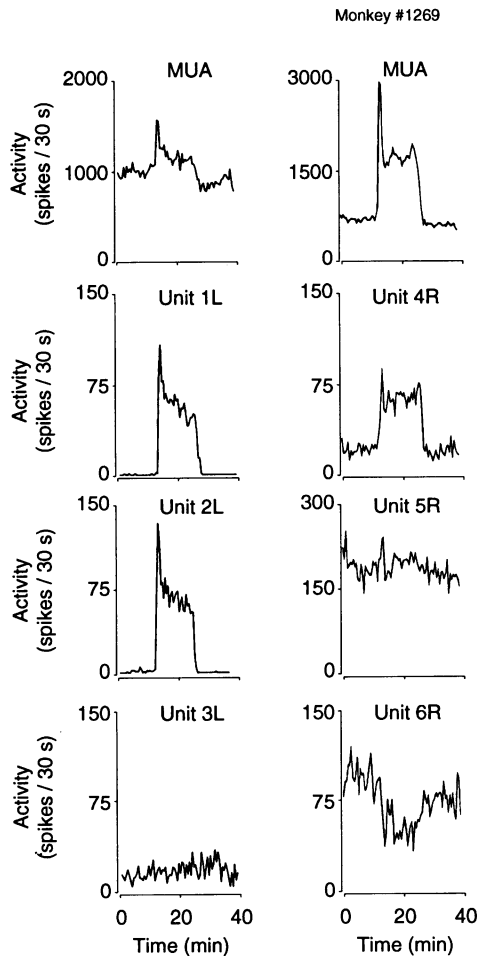 Monkey #1269
MUA
MUA
2000
1000
0
Activity
(spikes / 30 s)
3000
1500
0
Unit 1L
Unit 4R
150
75
0
Activity
(spikes / 30 s)
150
75
0
Unit 2L
Unit 5R
150
75
0
Activity
(spikes / 30 s)
300
150
0
Unit 3L
Unit 6R
150
75
0
Activity
(spikes / 30 s)
150
75
0
0 20 40
0 20 40
Time (min)
Time (min)